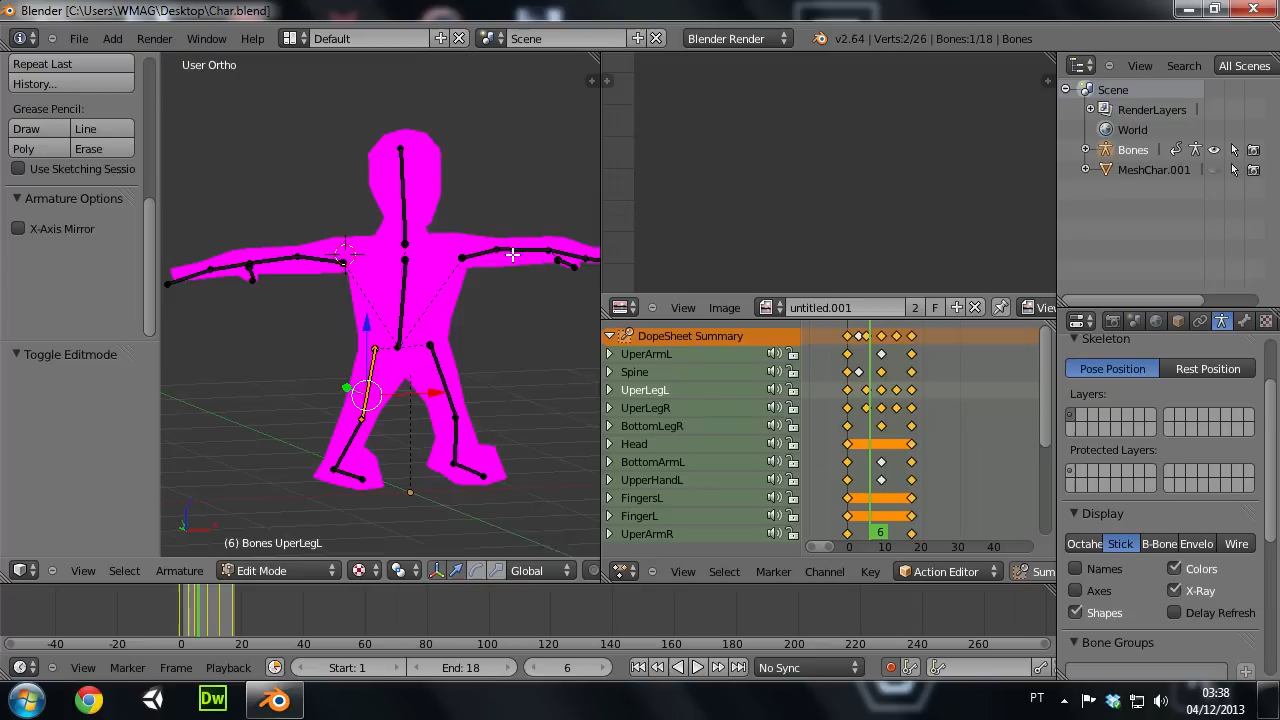 Blender [C:\Users\WMAG\Desktop\Char.blend]
File Add Render Window Help Default Scene Blender Render v2.64 | Verts:2/26 | Bones:1/18 | Bones
Repeat Last
History...
Grease Pencil:
Draw Line
Poly Erase
Use Sketching Sessio
Armature Options
X-Axis Mirror
Toggle Editmode
User Ortho
(6) Bones UperLegL
Select Armature Edit Mode Global
View
View Image untitled.001 2 F
DopeSheet Summary
UperArmL
Spine
UperLegL
UperLegR
BottomLegR
Head
BottomArmL
UpperHandL
FingersL
FingerL
UperArmR
6
0 10 20 30 40
View Select Marker Channel Key Action Editor Sum
View Search All Scenes
Scene
RenderLayers
World
Bones
MeshChar.001
Skeleton
Pose Position Rest Position
Layers:
Protected Layers:
Display
Octahe Stick B-Bone Envelo Wire
Names Colors
Axes X-Ray
Shapes Delay Refresh
Bone Groups
-40 -20 0 20 40 60 80 100 120 140 160 180 200 220 240 260
View Marker Frame Playback Start: 1 End: 18 6 No Sync
Dw
PT 03:38
04/12/2013